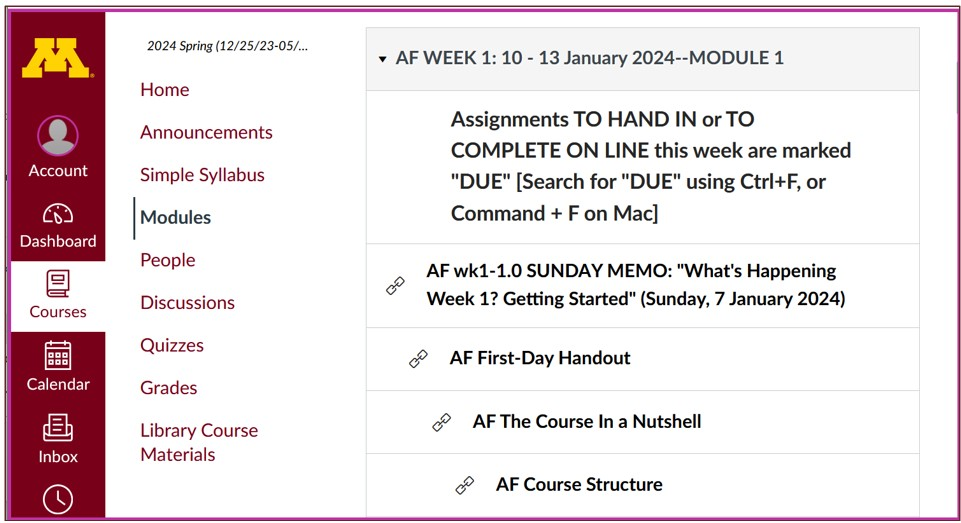 M
Account
Dashboard
Courses
Calendar
Inbox
2024 Spring (12/25/23-05/...
Home
Announcements
Simple Syllabus
Modules
People
Discussions
Quizzes
Grades
Library Course
Materials
AF WEEK 1: 10 - 13 January 2024--MODULE 1
Assignments TO HAND IN or TO
COMPLETE ON LINE this week are marked
"DUE" [Search for "DUE" using Ctrl+F, or
Command + F on Mac]
AF wk1-1.0 SUNDAY MEMO: "What's Happening
Week 1? Getting Started" (Sunday, 7 January 2024)
AF First-Day Handout
AF The Course In a Nutshell
AF Course Structure